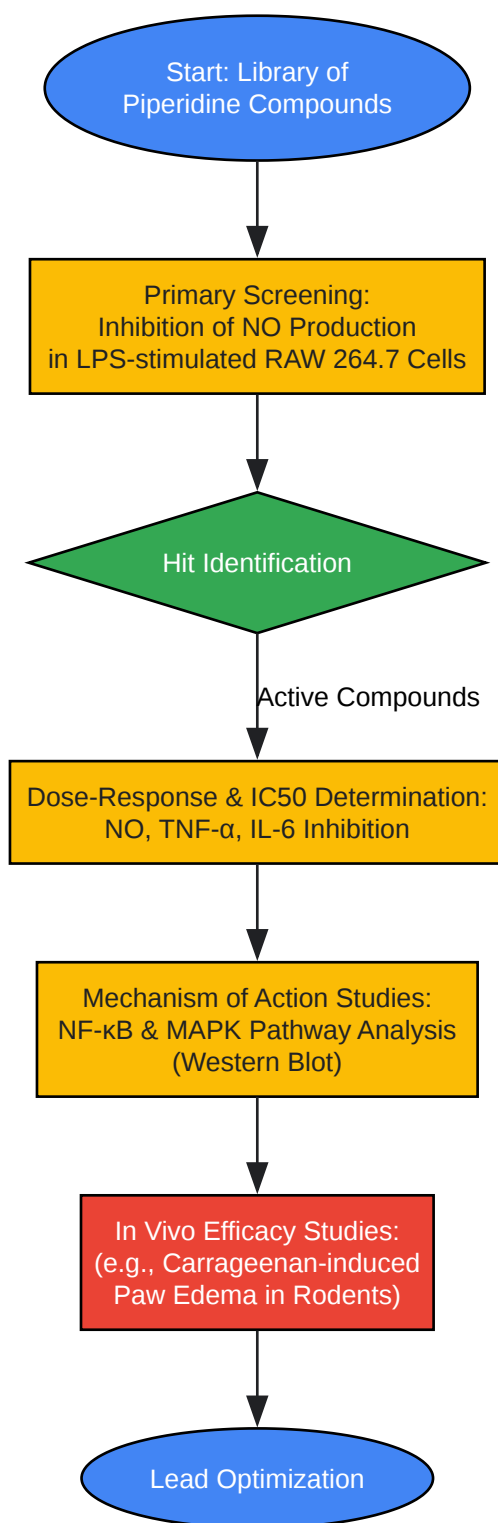 Start: Library of
Piperidine Compounds
Primary Screening:
Inhibition of NO Production
in LPS-stimulated RAW 264.7 Cells
Hit Identification
Active Compounds
Dose-Response & IC50 Determination:
NO, TNF-α, IL-6 Inhibition
Mechanism of Action Studies:
NF-κB & MAPK Pathway Analysis
(Western Blot)
In Vivo Efficacy Studies:
(e.g., Carrageenan-induced
Paw Edema in Rodents)
Lead Optimization